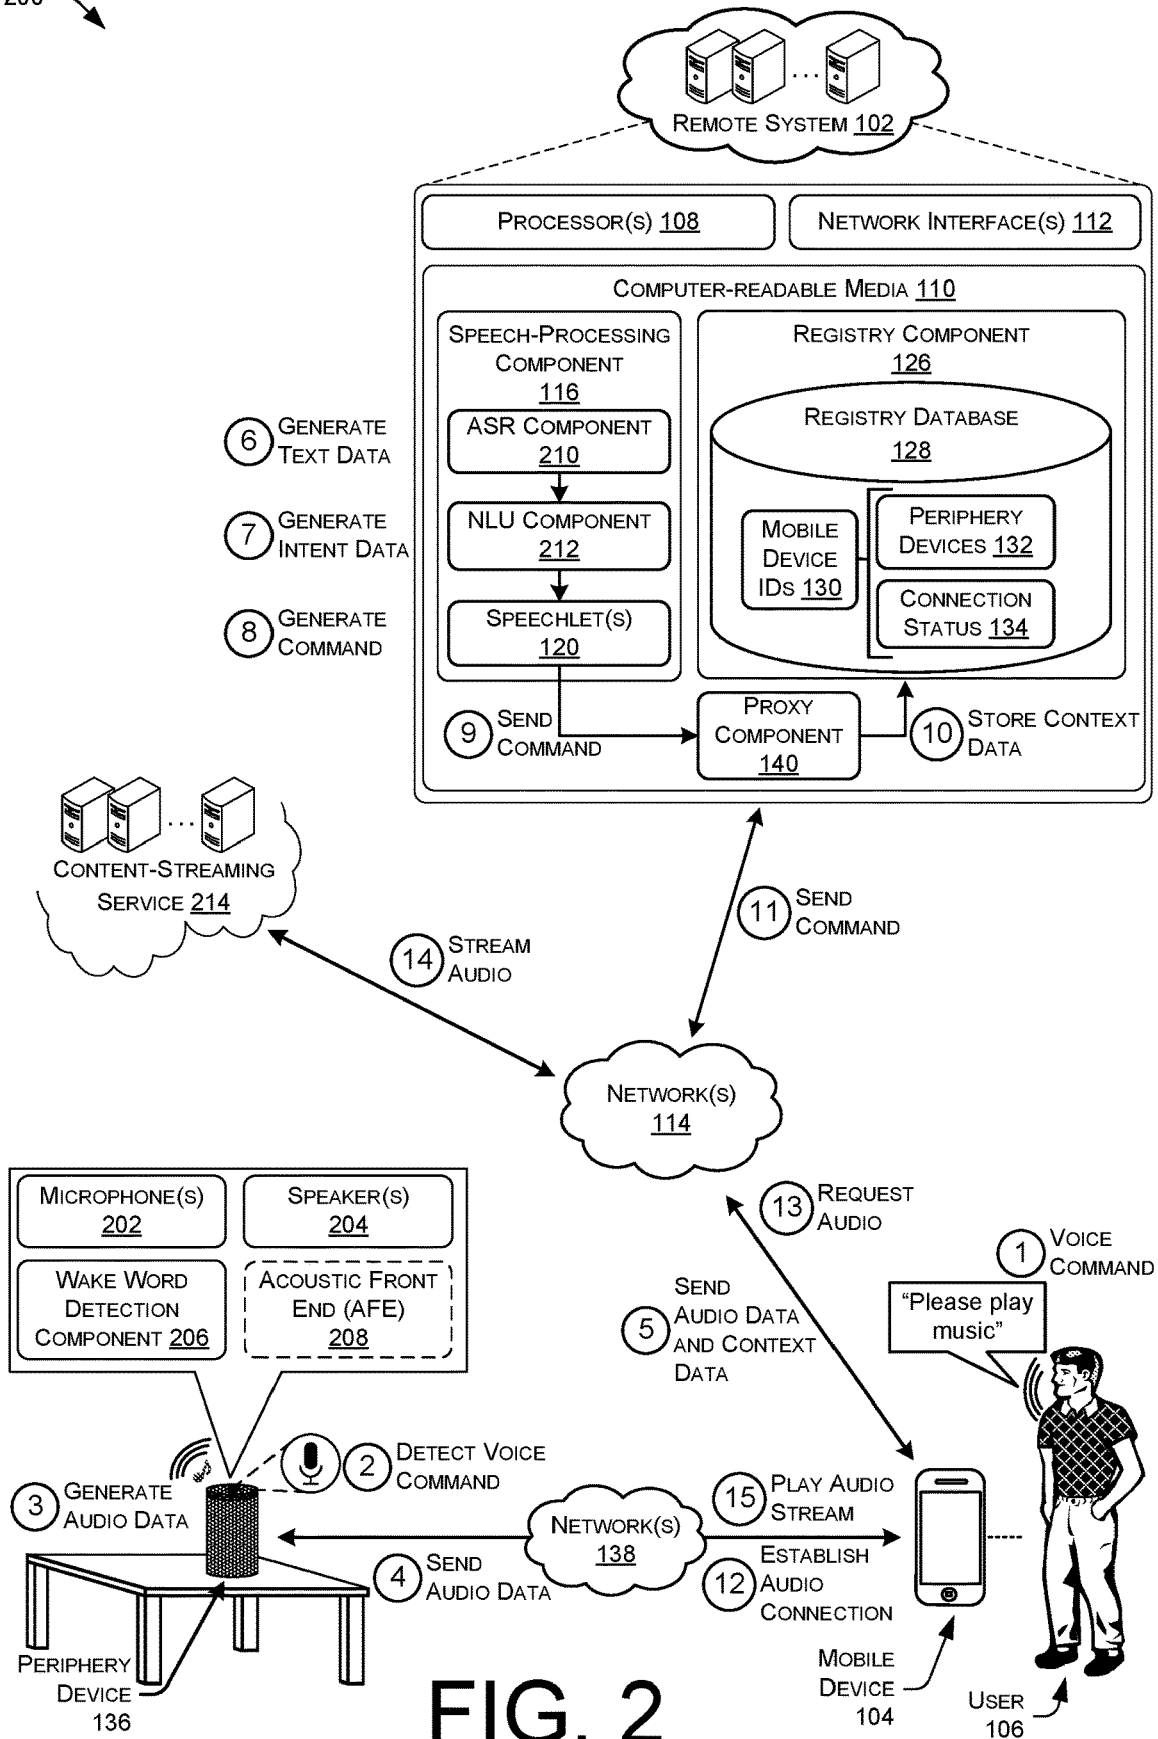 200
REMOTE SYSTEM 102
PROCESSOR(S) 108
NETWORK INTERFACE(S) 112
COMPUTER-READABLE MEDIA 110
SPEECH-PROCESSING
COMPONENT
116
ASR COMPONENT
210
NLU COMPONENT
212
SPEECHLET(S)
120
REGISTRY COMPONENT
126
REGISTRY DATABASE
128
MOBILE
DEVICE
IDS 130
PERIPHERY
DEVICES 132
CONNECTION
STATUS 134
6 GENERATE
TEXT DATA
7 GENERATE
INTENT DATA
8 GENERATE
COMMAND
9 SEND
COMMAND
PROXY
COMPONENT
140
10 STORE CONTEXT
DATA
...
CONTENT-STREAMING
SERVICE 214
11 SEND
COMMAND
14 STREAM
AUDIO
NETWORK(S)
114
MICROPHONE(S)
202
SPEAKER(S)
204
WAKE WORD
DETECTION
COMPONENT 206
ACOUSTIC FRONT
END (AFE)
208
13 REQUEST
AUDIO
1 VOICE
COMMAND
"Please play
music"
5 SEND
AUDIO DATA
AND CONTEXT
DATA
2 DETECT VOICE
COMMAND
3 GENERATE
AUDIO DATA
15 PLAY AUDIO
STREAM
NETWORK(S)
138
4 SEND
AUDIO DATA
12 ESTABLISH
AUDIO
CONNECTION
PERIPHERY
DEVICE
136
MOBILE
DEVICE
104
USER
106
FIG. 2